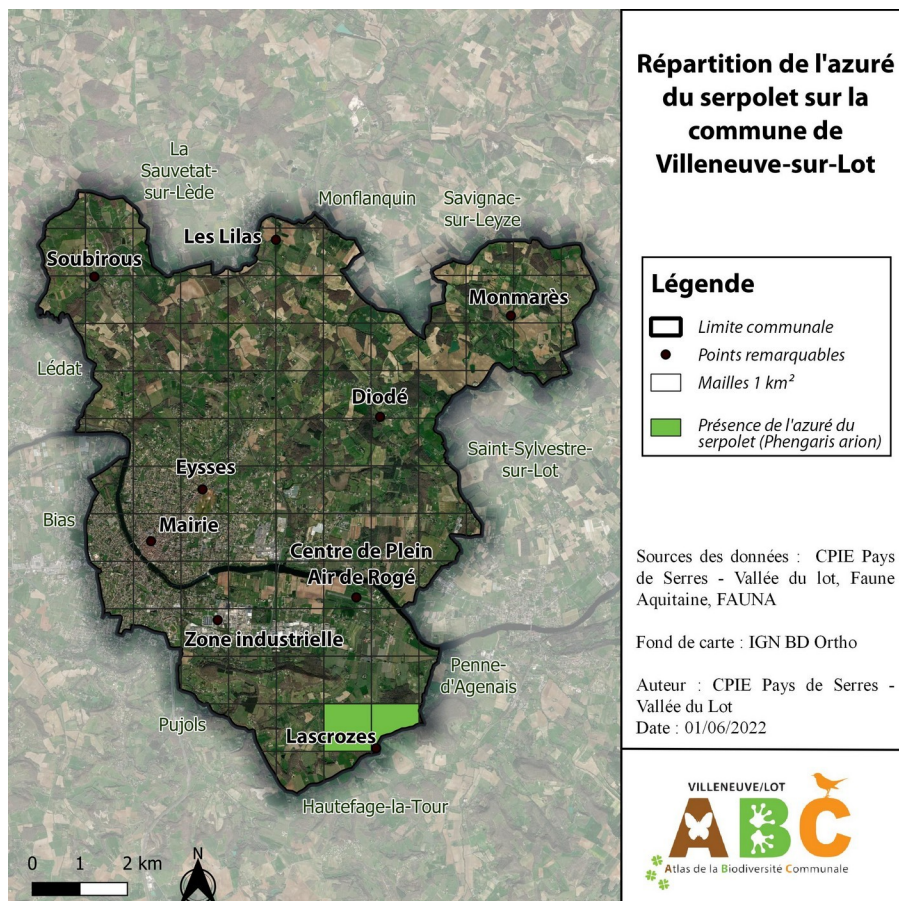 Répartition de l'azuré
du serpolet sur la
commune de
Villeneuve-sur-Lot
La
Sauvetat-
sur-Lède
Monflanquin
Savignac-
sur-Leyze
Les Lilas
Soubirous
Monmarès
Lédat
Diodé
Saint-Sylvestre-
sur-Lot
Eysses
Bias
Mairie
Centre de Plein
Air de Rogé
Zone industrielle
Penne-
d'Agenais
Pujols
Lascrozes
Hautefage-la-Tour
0 1 2 km
N
Légende
Limite communale
Points remarquables
Mailles 1 km²
Présence de l'azuré du
serpolet (Phengaris arion)
Sources des données : CPIE Pays
de Serres - Vallée du lot, Faune
Aquitaine, FAUNA
Fond de carte : IGN BD Ortho
Auteur : CPIE Pays de Serres -
Vallée du Lot
Date : 01/06/2022
VILLENEUVE/LOT
ABC
Atlas de la Biodiversité Communale